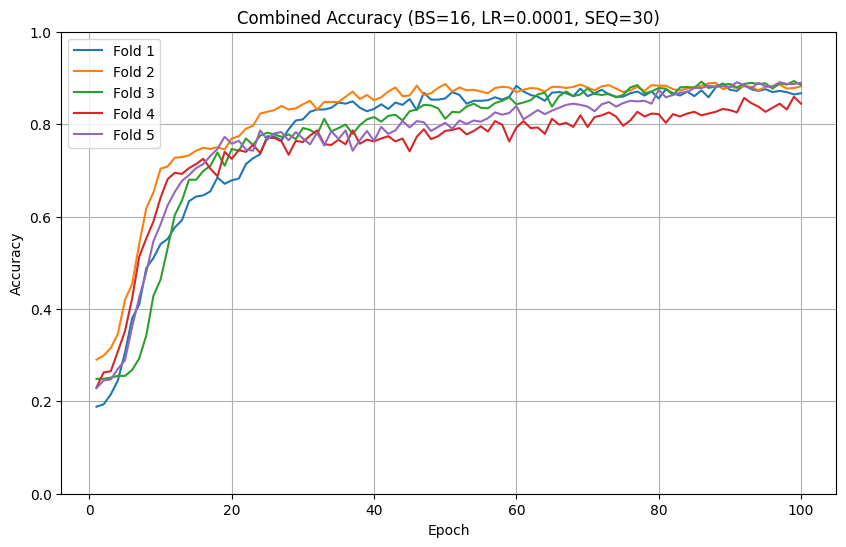 Combined Accuracy (BS=16, LR=0.0001, SEQ=30)
Fold 1
Fold 2
Fold 3
Fold 4
Fold 5
Accuracy
1.0
0.8
0.6
0.4
0.2
0.0
0 20 40 60 80 100
Epoch